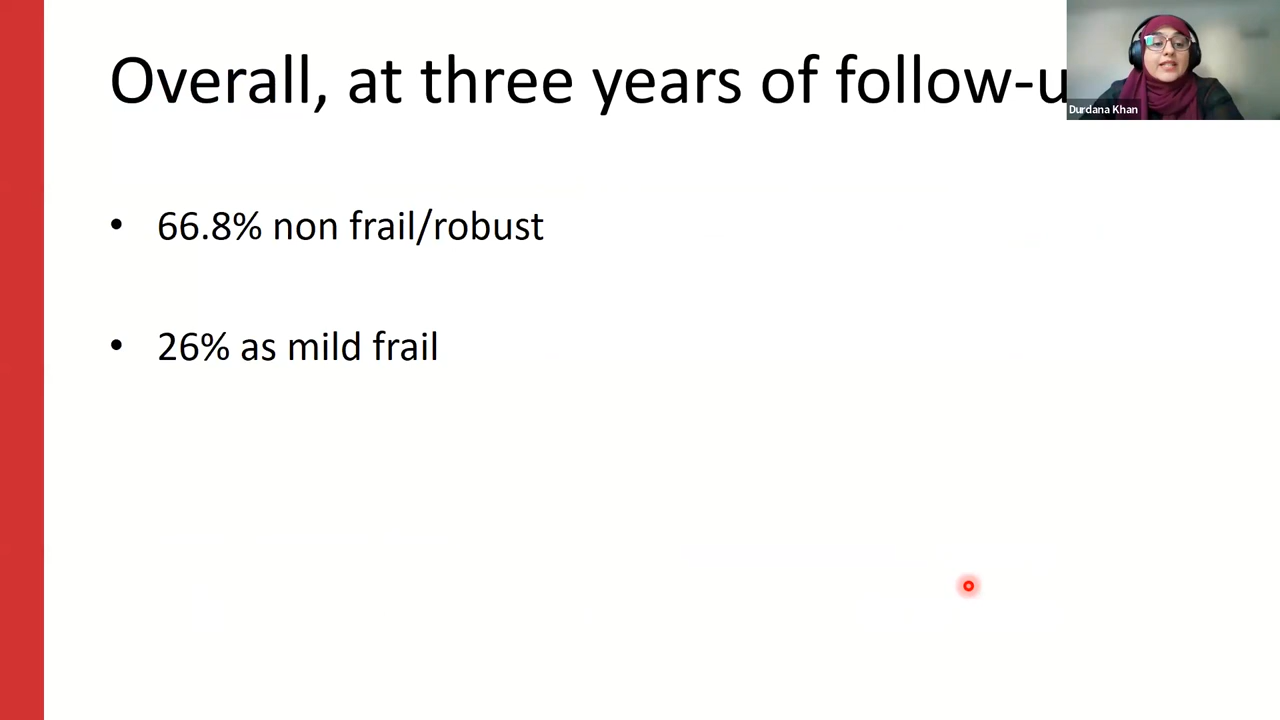 Overall, at three years of follow-u
Durdana Khan
• 66.8% non frail/robust
• 26% as mild frail